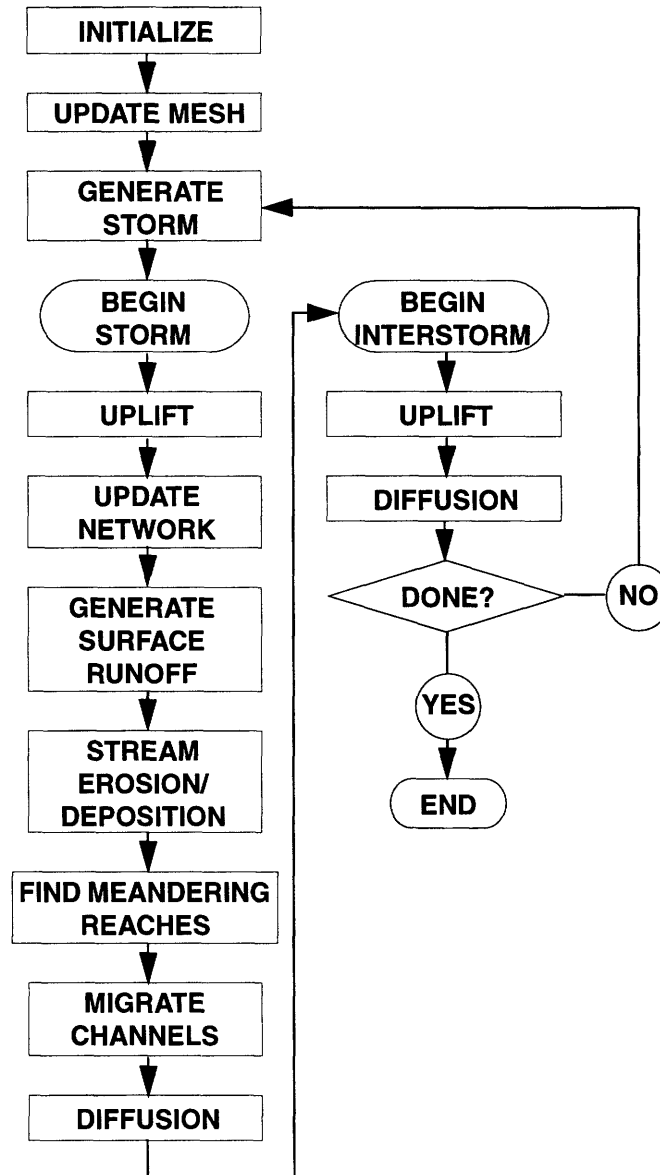 INITIALIZE
UPDATE MESH
GENERATE
STORM
BEGIN
STORM
UPLIFT
UPDATE
NETWORK
GENERATE
SURFACE
RUNOFF
STREAM
EROSION/
DEPOSITION
FIND MEANDERING
REACHES
MIGRATE
CHANNELS
DIFFUSION
BEGIN
INTERSTORM
UPLIFT
DIFFUSION
DONE?
NO
YES
END